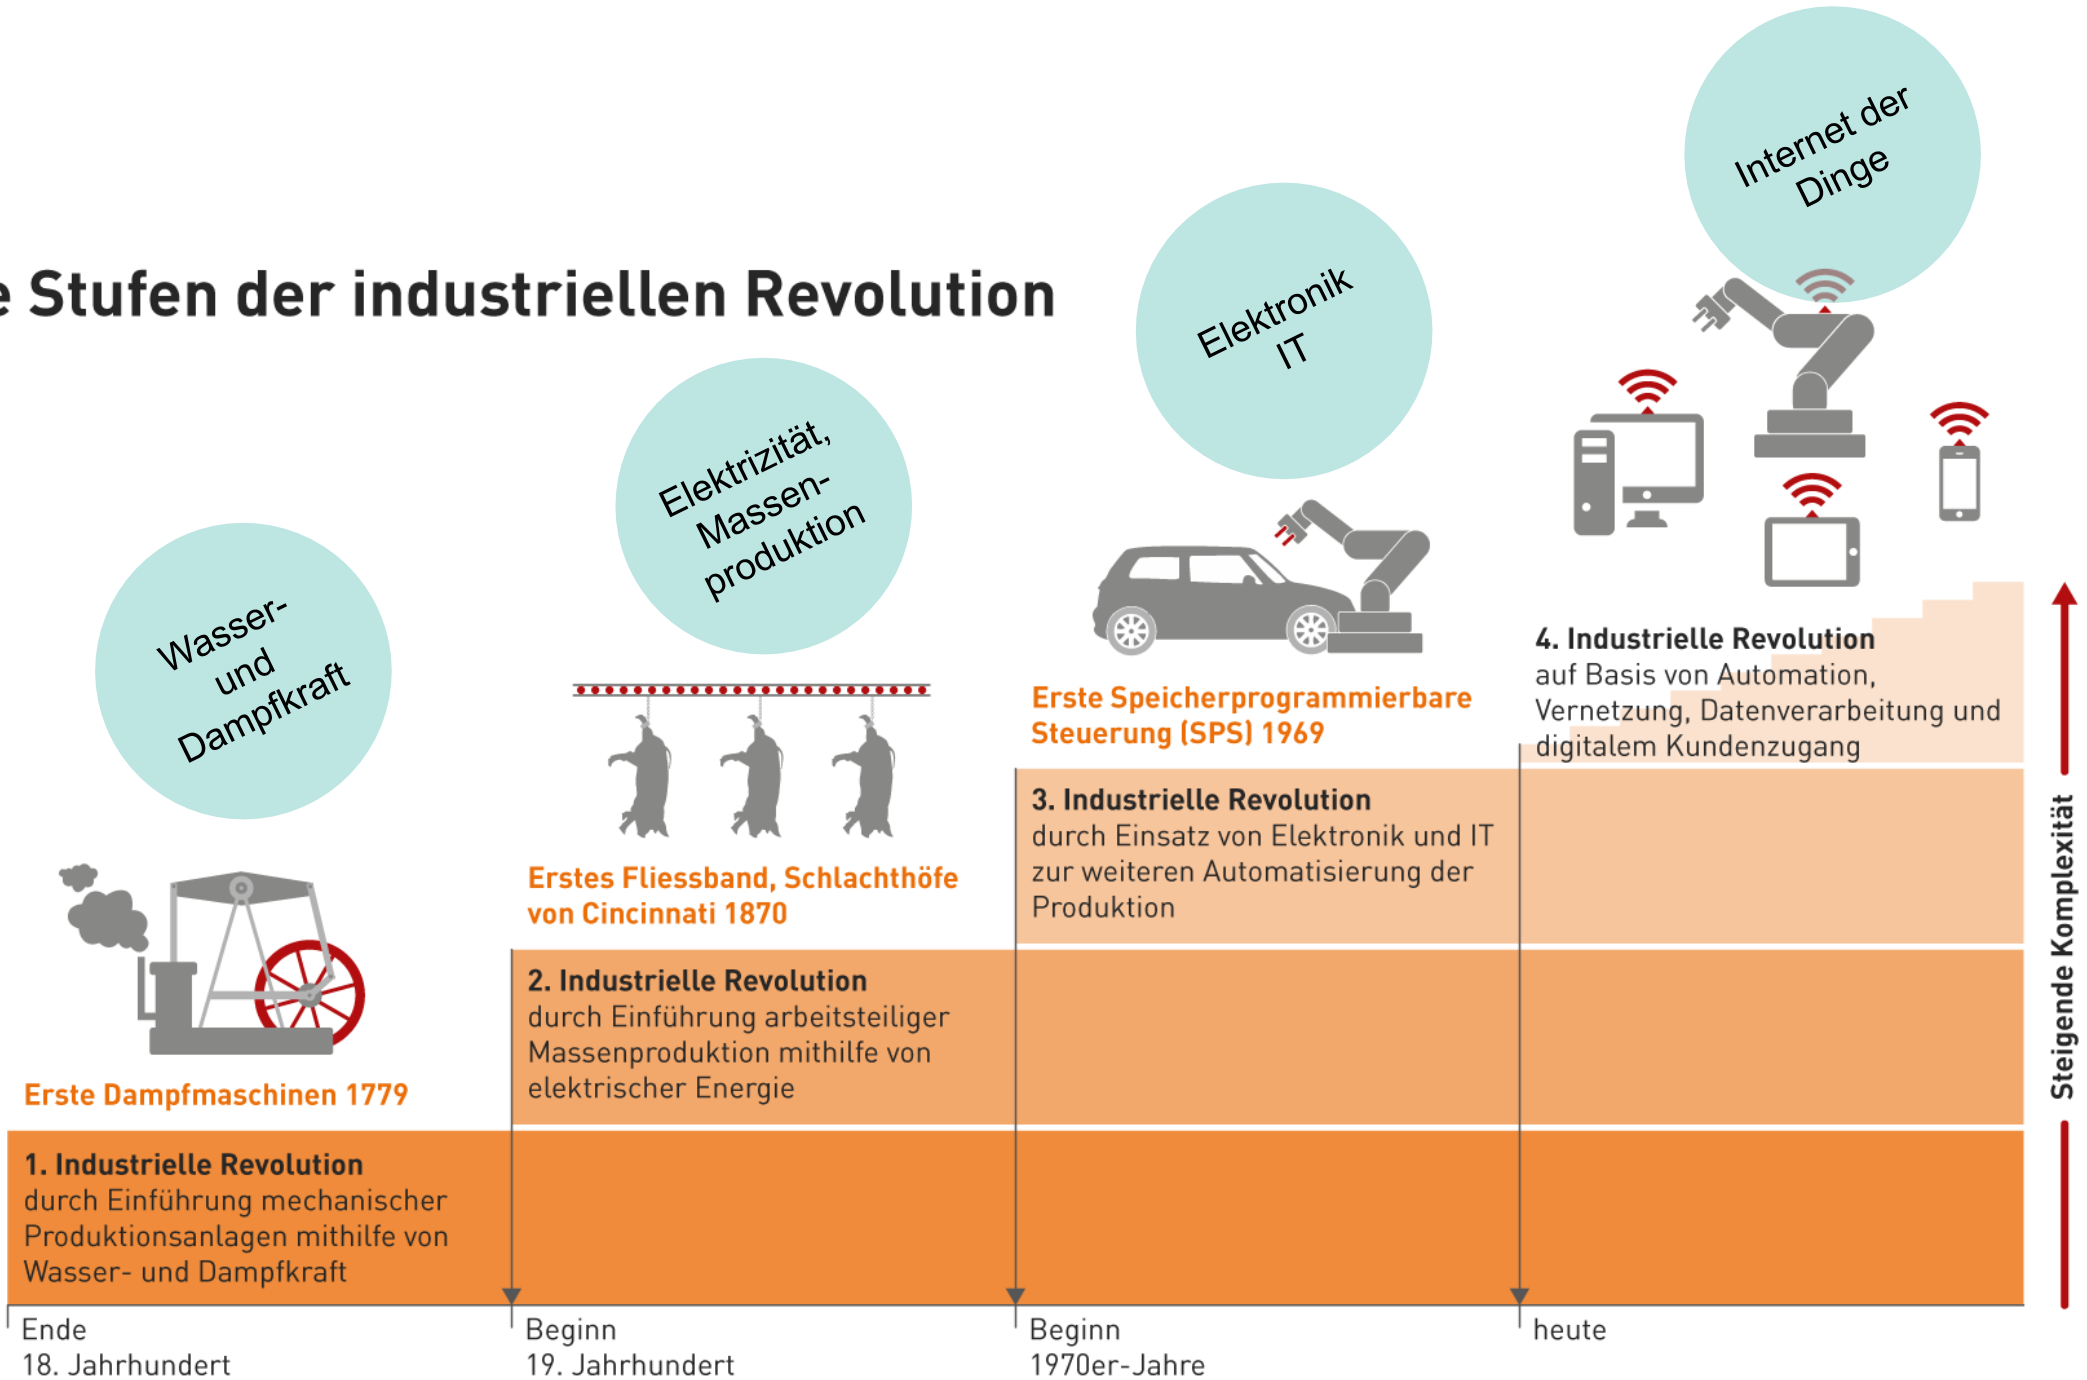 e Stufen der industriellen Revolution
Wasser-
und
Dampfkraft
Elektrizität,
Massen-
produktion
Elektronik
IT
Internet der
Dinge
Erste Dampfmaschinen 1779
1. Industrielle Revolution
durch Einführung mechanischer
Produktionsanlagen mithilfe von
Wasser- und Dampfkraft
Erstes Fliessband, Schlachthöfe
von Cincinnati 1870
2. Industrielle Revolution
durch Einführung arbeitsteiliger
Massenproduktion mithilfe von
elektrischer Energie
Erste Speicherprogrammierbare
Steuerung (SPS) 1969
3. Industrielle Revolution
durch Einsatz von Elektronik und IT
zur weiteren Automatisierung der
Produktion
4. Industrielle Revolution
auf Basis von Automation,
Vernetzung, Datenverarbeitung und
digitalem Kundenzugang
Steigende Komplexität
Ende
18. Jahrhundert
Beginn
19. Jahrhundert
Beginn
1970er-Jahre
heute